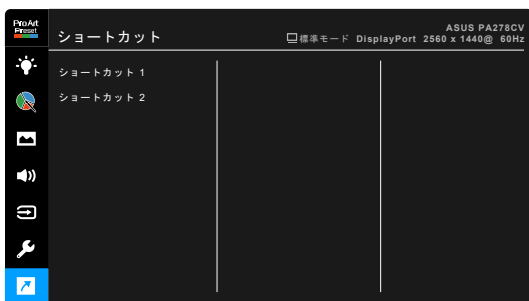 ProArt
Preset
ショートカット
ASUS PA278CV
標準モード DisplayPort 2560 x 1440@ 60Hz
ショートカット 1
ショートカット 2